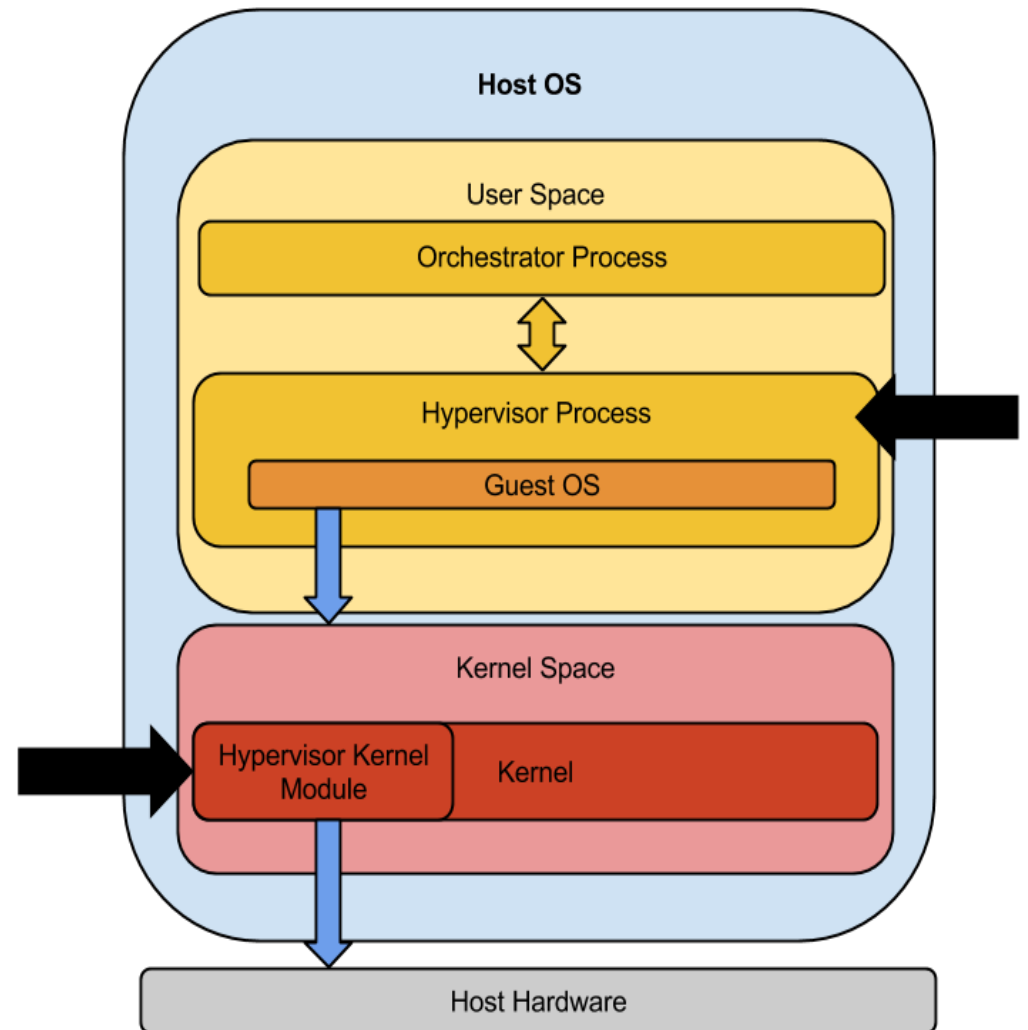 Host OS
User Space
Orchestrator Process
Hypervisor Process
Guest OS
Kernel Space
Hypervisor Kernel
Module
Kernel
Host Hardware